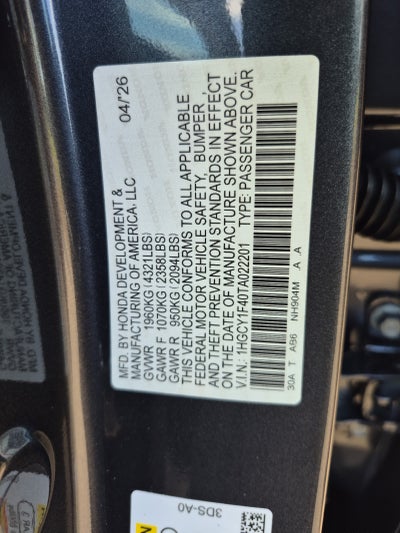 MFD. BY HONDA DEVELOPMENT & 04/'26
MANUFACTURING OF AMERICA, LLC
GVWR 1960KG(4321LBS)
GAWR F 1070KG(2358LBS)
GAWR R 950KG(2094LBS)
THIS VEHICLE CONFORMS TO ALL APPLICABLE
FEDERAL MOTOR VEHICLE SAFETY, BUMPER,
AND THEFT PREVENTION STANDARDS IN EFFECT
ON THE DATE OF MANUFACTURE SHOWN ABOVE.
V.I.N.: 1HGCY1F40TA022201 TYPE: PASSENGER CAR
30A T AB6 NH904M A A
3DS-A0